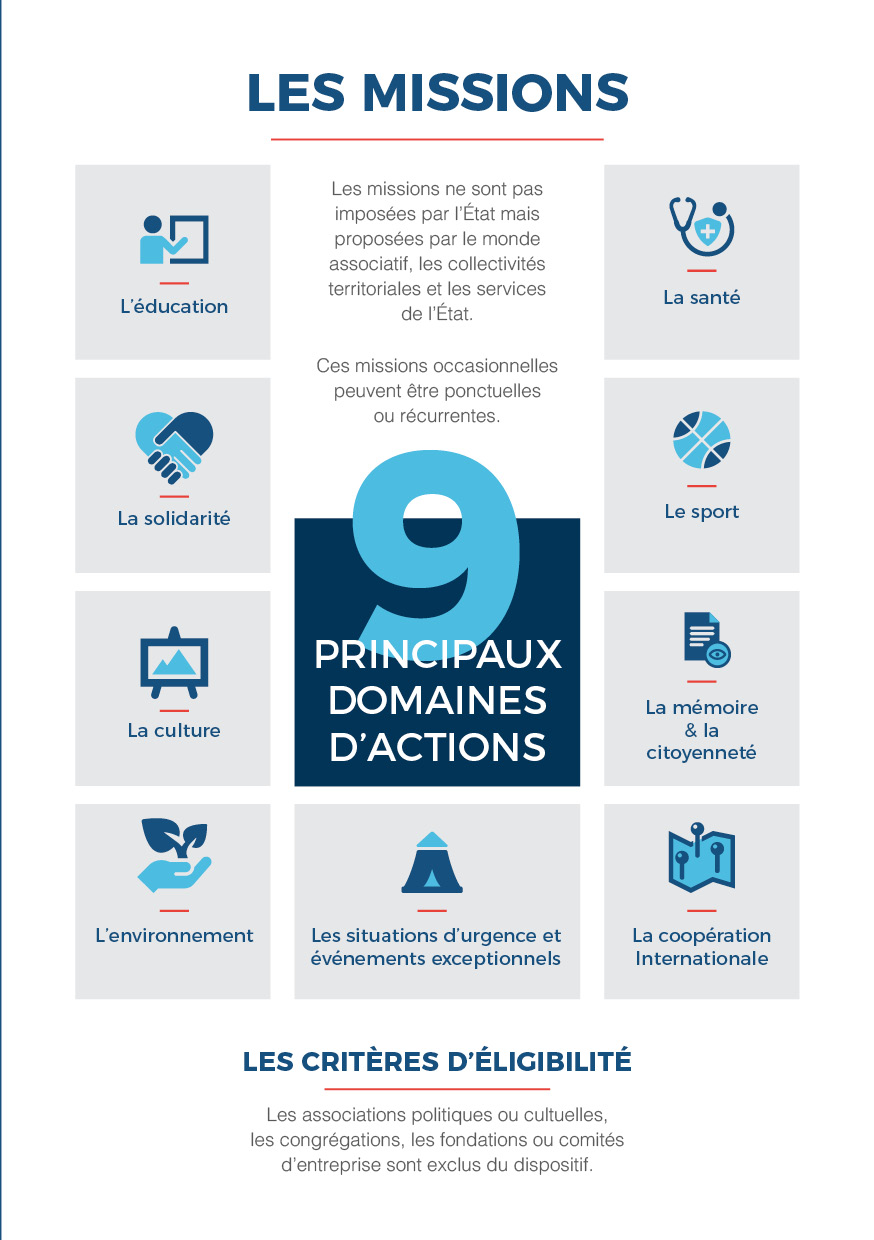 LES MISSIONS
Les missions ne sont pas
imposées par l'État mais
proposées par le monde
associatif, les collectivités
territoriales et les services
de l'État.
Ces missions occasionnelles
peuvent être ponctuelles
ou récurrentes.
L'éducation
La santé
La solidarité
Le sport
9
PRINCIPAUX
DOMAINES
D'ACTIONS
La culture
La mémoire
& la
citoyenneté
L'environnement
Les situations d'urgence et
événements exceptionnels
La coopération
Internationale
LES CRITÈRES D'ÉLIGIBILITÉ
Les associations politiques ou cultuelles,
les congrégations, les fondations ou comités
d'entreprise sont exclus du dispositif.